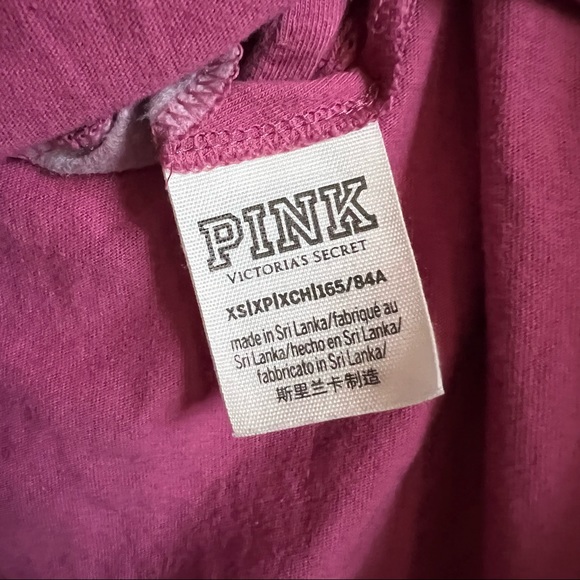 PINK
VICTORIA'S SECRET
XS|XP|XCH|165/84A
made in Sri Lanka/fabriqué au
Sri Lanka/hecho en Sri Lanka/
fabbricato in Sri Lanka/
斯里兰卡制造